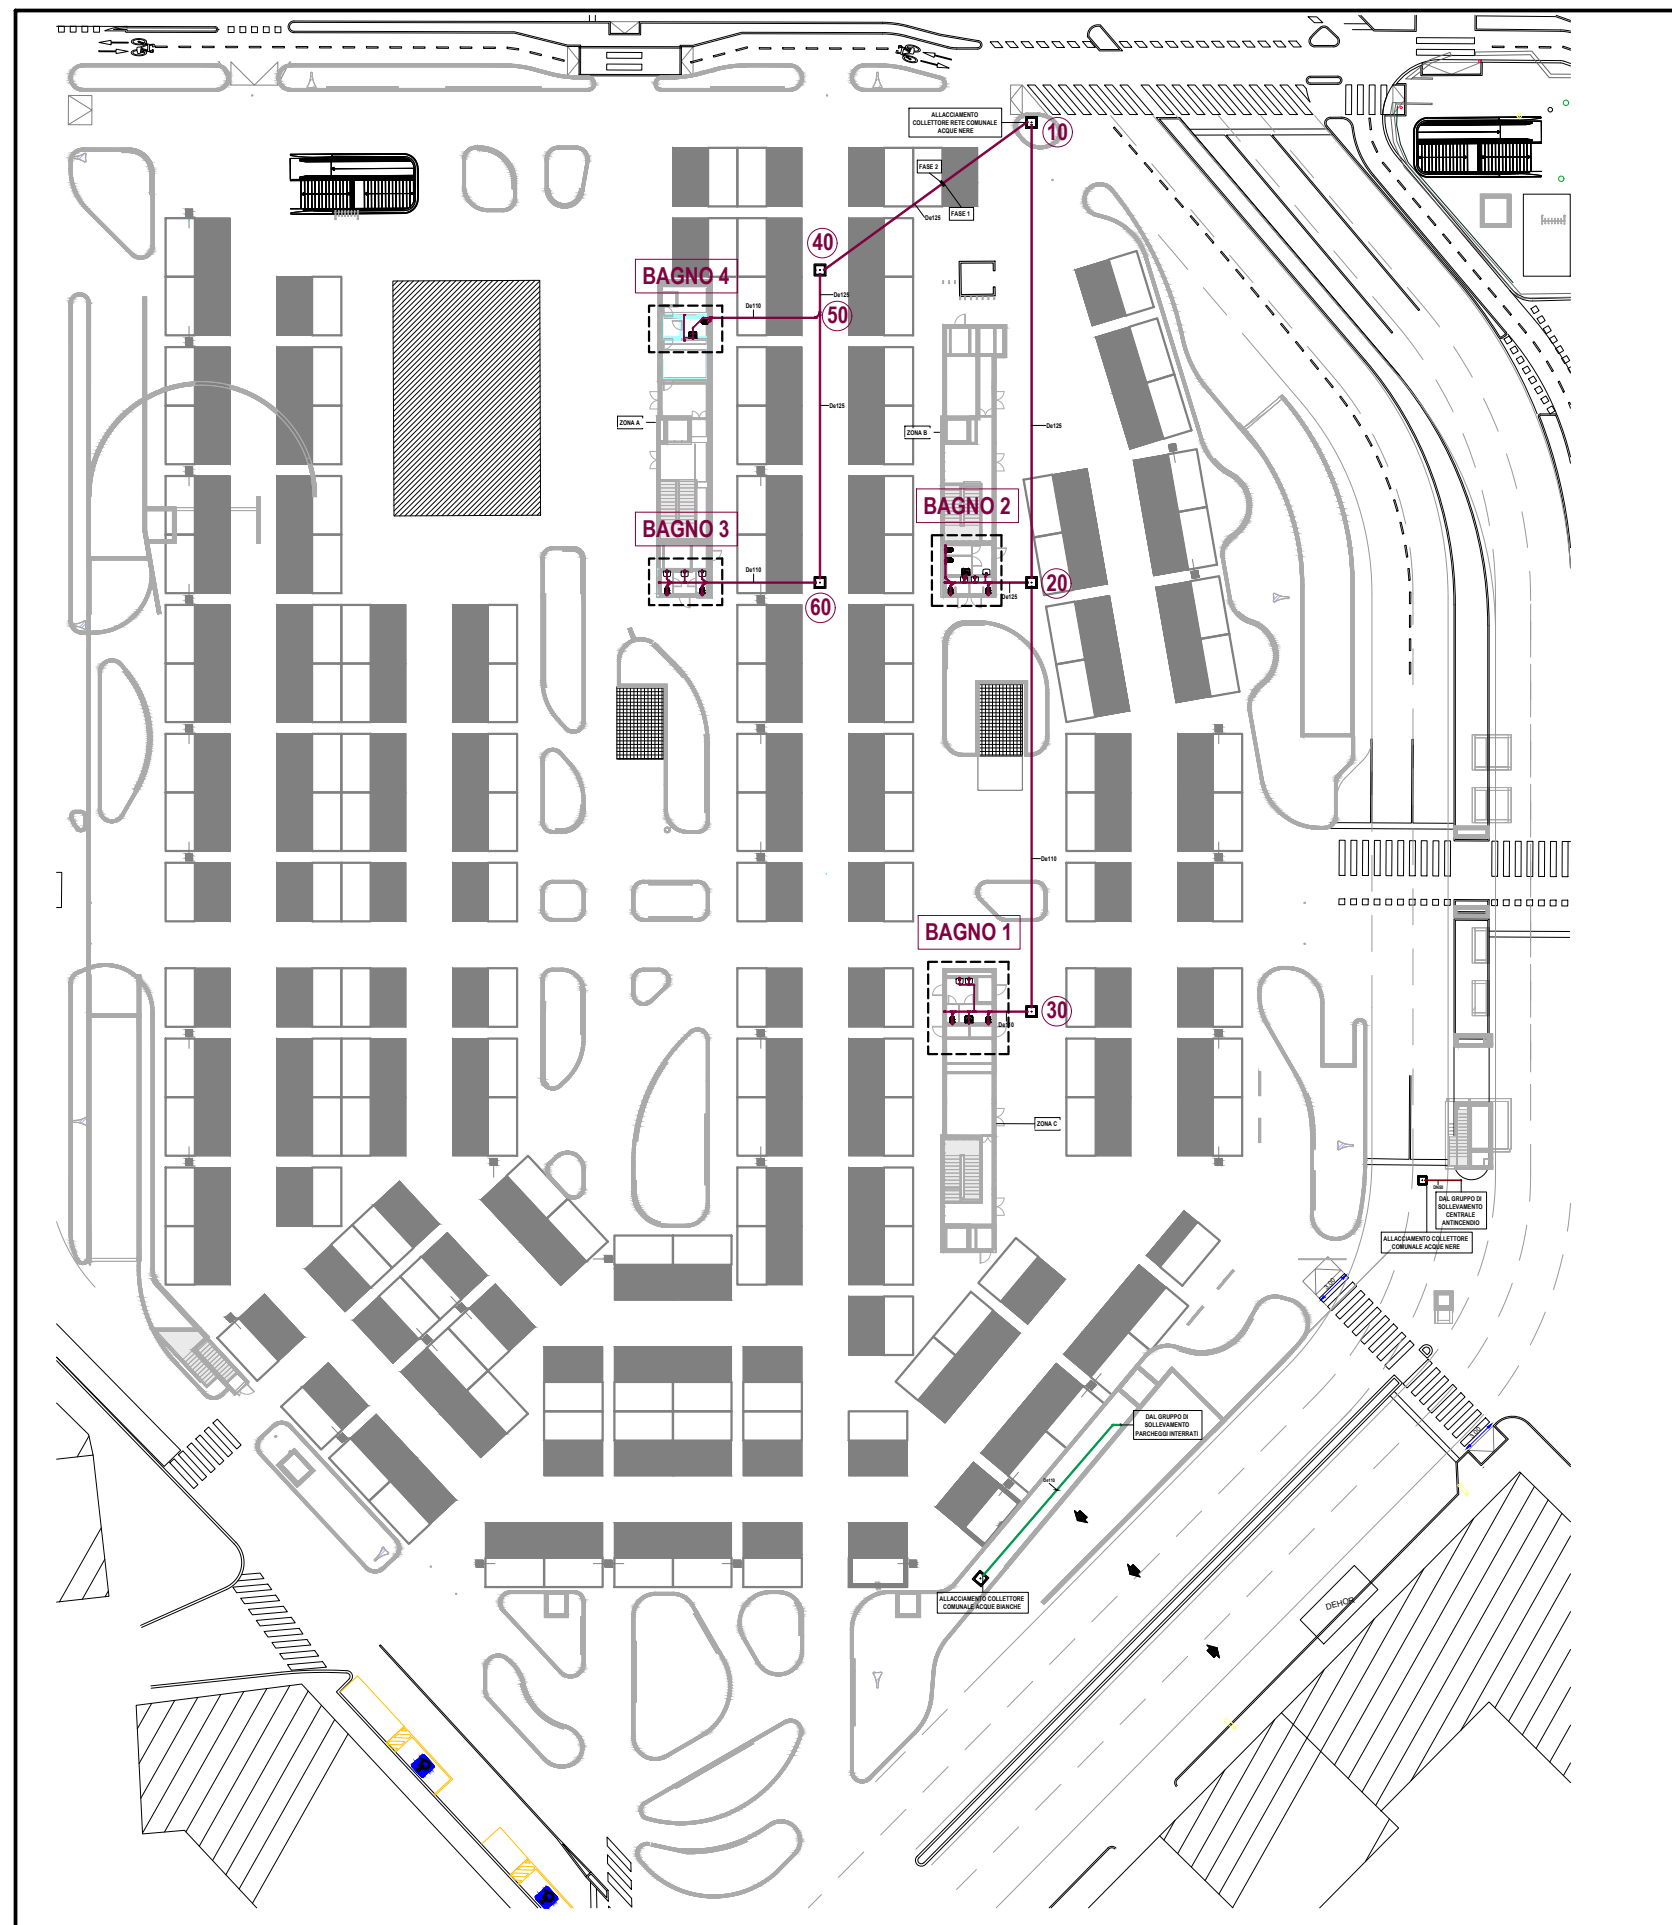 ALLACCIAMENTO
COLLETTORE RETE COMUNALE
ACQUE NERE
10
FASE 2
FASE 1
De125
40
BAGNO 4
De125
De110
50
De125
ZONA A
ZONA B
De125
BAGNO 2
BAGNO 3
De110
20
De125
60
De110
BAGNO 1
30
ZONA C
DAL GRUPPO DI
SOLLEVAMENTO
CENTRALE
ANTINCENDIO
ALLACCIAMENTO COLLETTORE
COMUNALE ACQUE NERE
DAL GRUPPO DI
SOLLEVAMENTO
PARCHEGGI INTERRATI
De110
ALLACCIAMENTO COLLETTORE
COMUNALE ACQUE BIANCHE
DEHOR
P
P